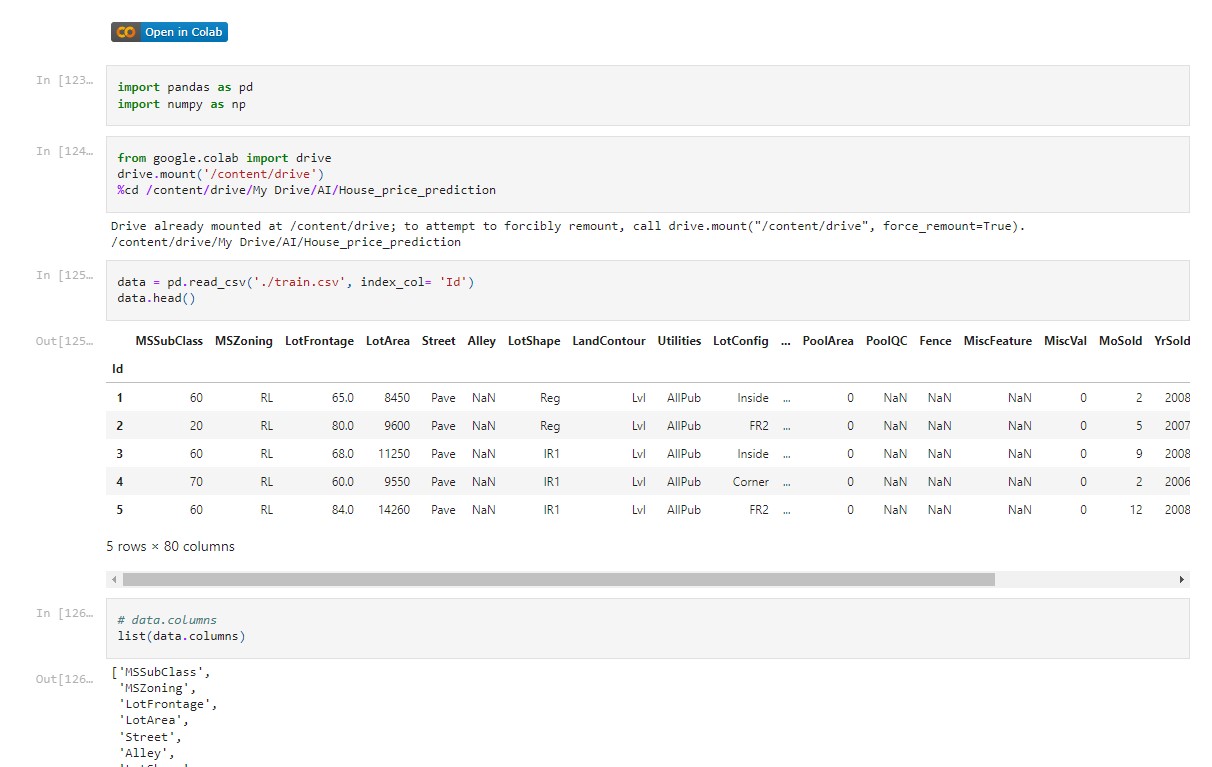 Open in Colab
In [123…
import pandas as pd
import numpy as np
In [124…
from google.colab import drive
drive.mount('/content/drive')
%cd /content/drive/My Drive/AI/House_price_prediction
Drive already mounted at /content/drive; to attempt to forcibly remount, call drive.mount("/content/drive", force_remount=True).
/content/drive/My Drive/AI/House_price_prediction
In [125…
data = pd.read_csv('./train.csv', index_col= 'Id')
data.head()
Out[125…
MSSubClass MSZoning LotFrontage LotArea Street Alley LotShape LandContour Utilities LotConfig ... PoolArea PoolQC Fence MiscFeature MiscVal MoSold YrSold
Id
1 60 RL 65.0 8450 Pave NaN Reg Lvl AllPub Inside ... 0 NaN NaN NaN 0 2 2008
2 20 RL 80.0 9600 Pave NaN Reg Lvl AllPub FR2 ... 0 NaN NaN NaN 0 5 2007
3 60 RL 68.0 11250 Pave NaN IR1 Lvl AllPub Inside ... 0 NaN NaN NaN 0 9 2008
4 70 RL 60.0 9550 Pave NaN IR1 Lvl AllPub Corner ... 0 NaN NaN NaN 0 2 2006
5 60 RL 84.0 14260 Pave NaN IR1 Lvl AllPub FR2 ... 0 NaN NaN NaN 0 12 2008
5 rows × 80 columns
In [126…
# data.columns
list(data.columns)
Out[126…
['MSSubClass',
'MSZoning',
'LotFrontage',
'LotArea',
'Street',
'Alley',